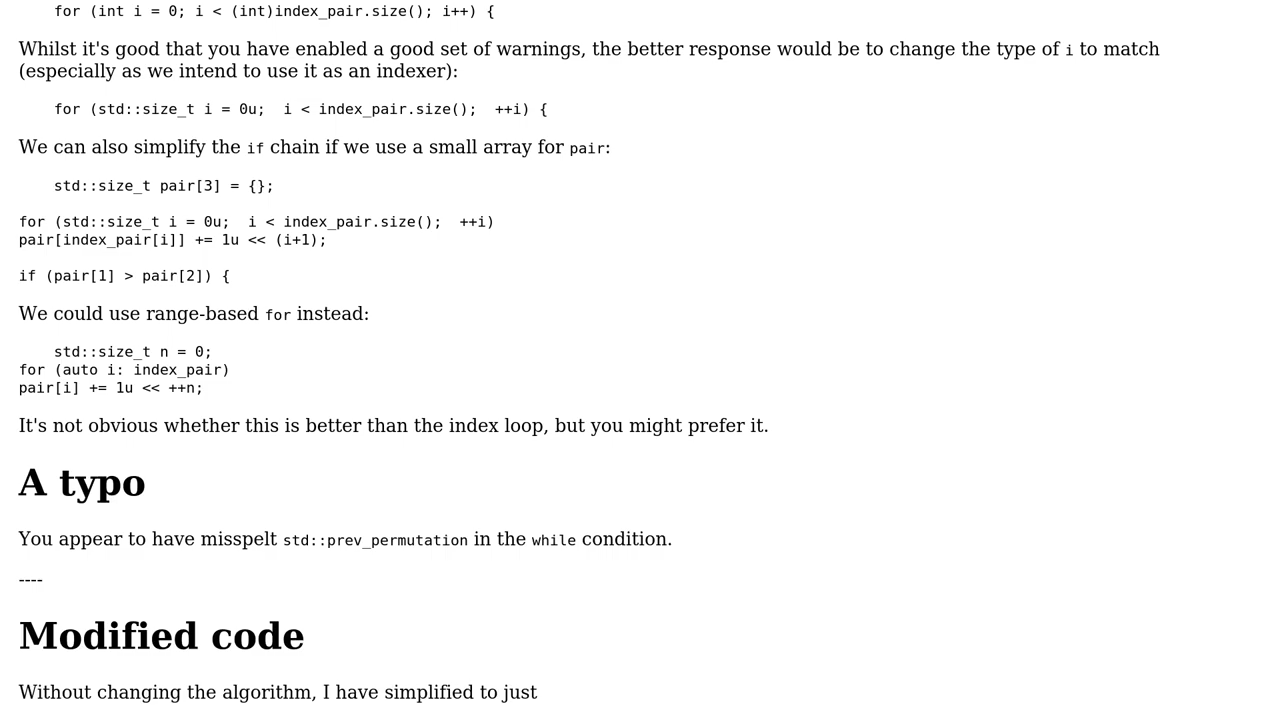 for (int i = 0; i < (int)index_pair.size(); i++) {
Whilst it's good that you have enabled a good set of warnings, the better response would be to change the type of i to match
(especially as we intend to use it as an indexer):
for (std::size_t i = 0u;  i < index_pair.size();  ++i) {
We can also simplify the if chain if we use a small array for pair:
std::size_t pair[3] = {};
for (std::size_t i = 0u;  i < index_pair.size();  ++i)
pair[index_pair[i]] += 1u << (i+1);
if (pair[1] > pair[2]) {
We could use range-based for instead:
std::size_t n = 0;
for (auto i: index_pair)
pair[i] += 1u << ++n;
It's not obvious whether this is better than the index loop, but you might prefer it.
A typo
You appear to have misspelt std::prev_permutation in the while condition.
----
Modified code
Without changing the algorithm, I have simplified to just